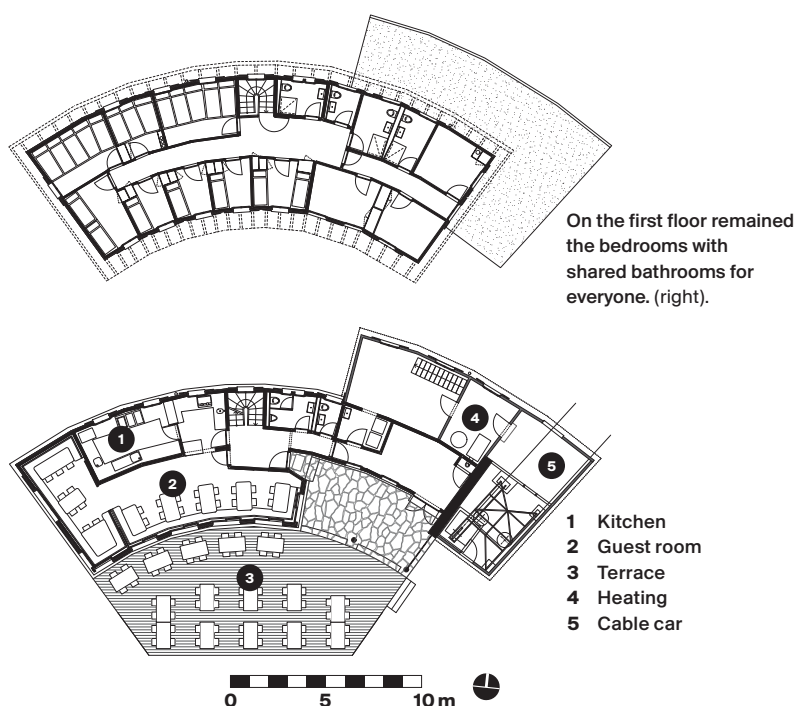 On the first floor remained
the bedrooms with
shared bathrooms for
everyone. (right).
1
2
3
4
5
1 Kitchen
2 Guest room
3 Terrace
4 Heating
5 Cable car
0 5 10 m